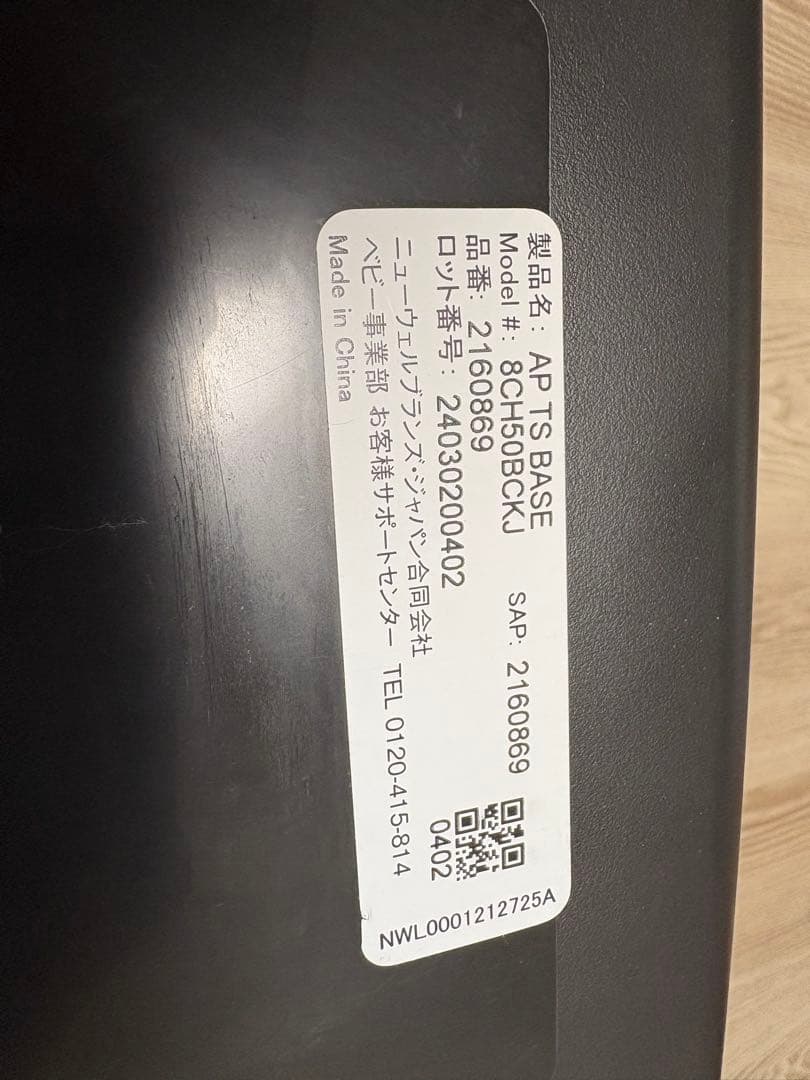 製品名: AP TS BASE
Model #: 8CH50BCKJ SAP: 2160869
品番: 2160869
ロット番号: 24030200402
0402
ニューウェルブランズ・ジャパン合同会社
ベビー事業部 お客様サポートセンター TEL 0120-415-814
Made in China
NWL0001212725A